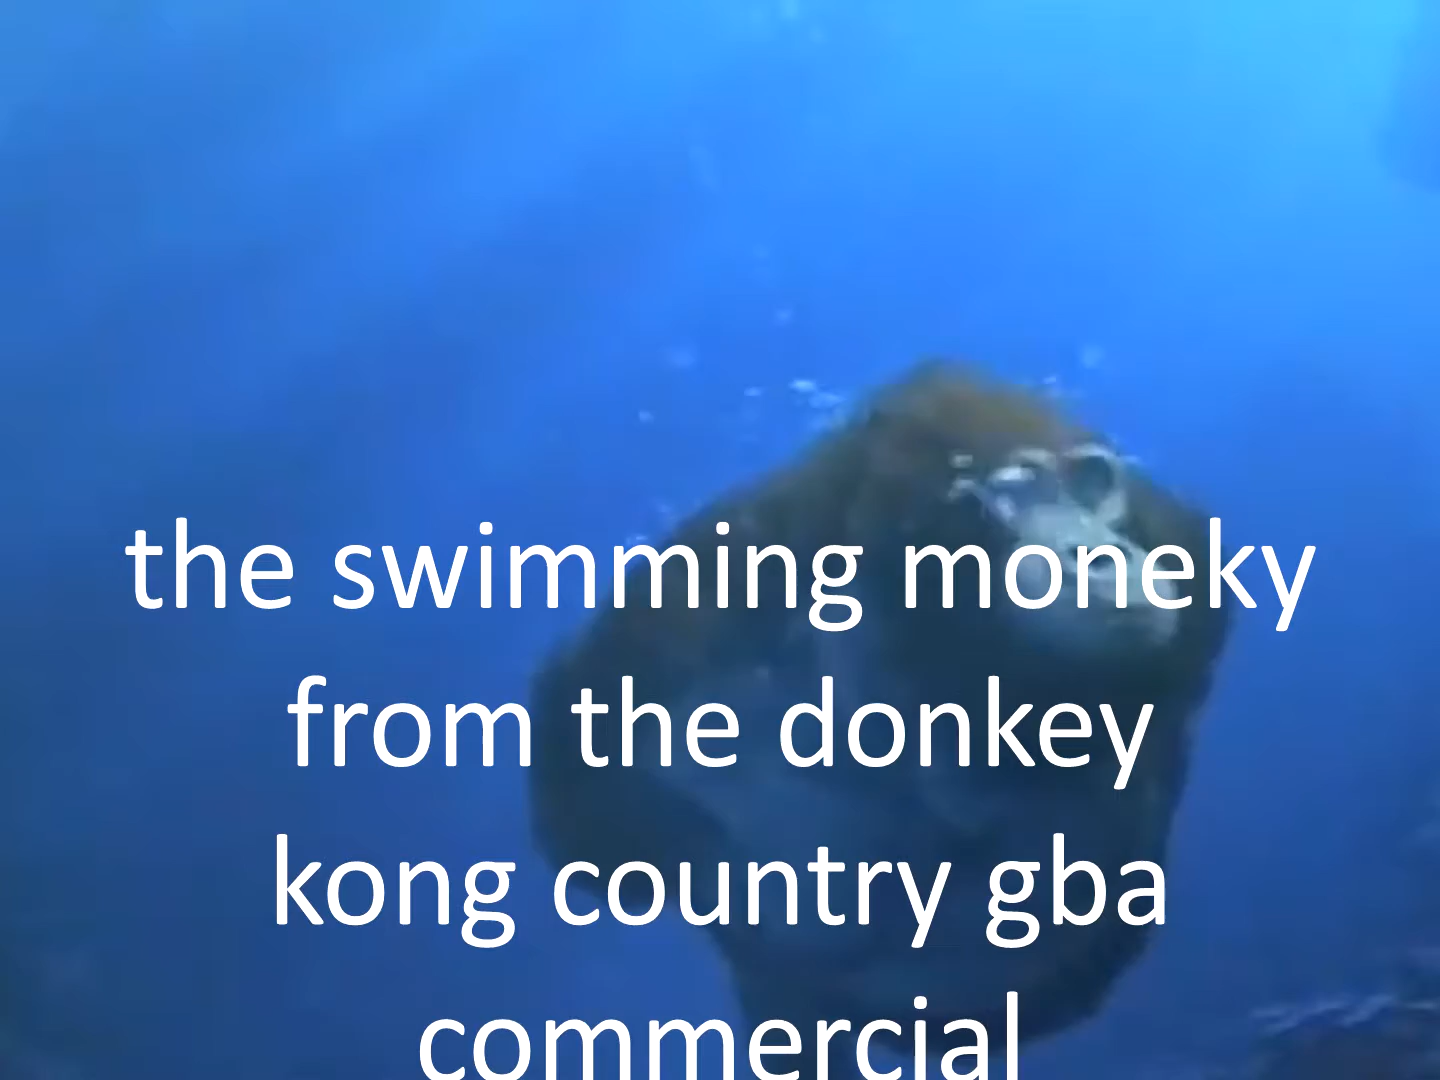 the swimming moneky
from the donkey
kong country gba
commercial